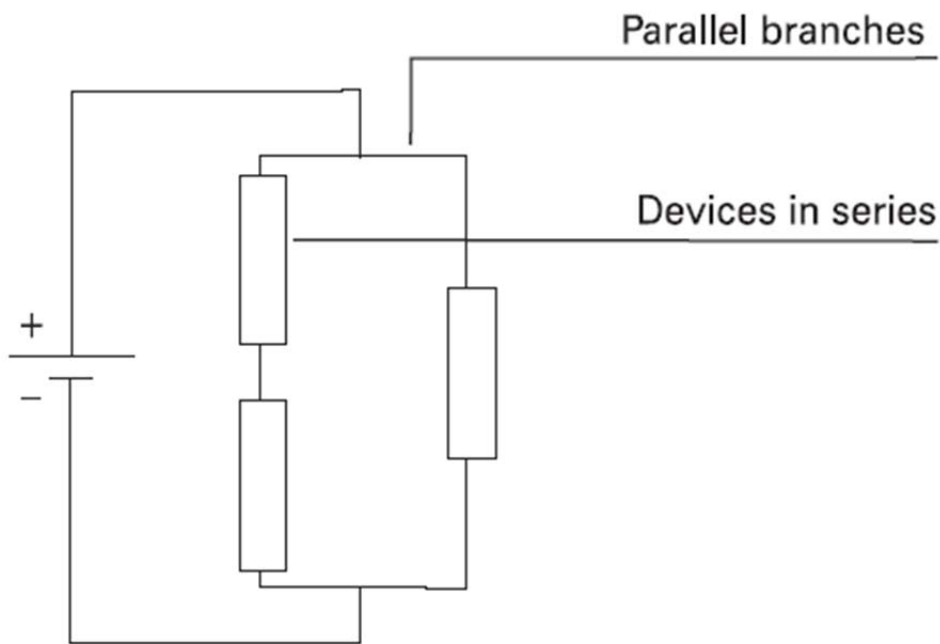 Parallel branches
Devices in series
+
−